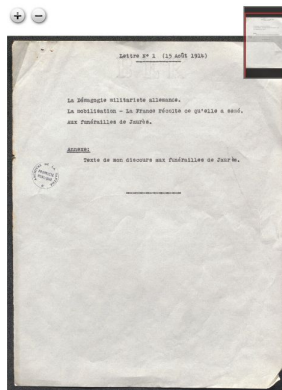 Lettre N° 1 (13 Août 1914)
La Démagogie militariste allemande.
La mobilisation - La France récolte ce qu'elle a semé.
Aux funérailles de Jaurès.
Annexe:
Texte de mon discours aux funérailles de Jaurès.